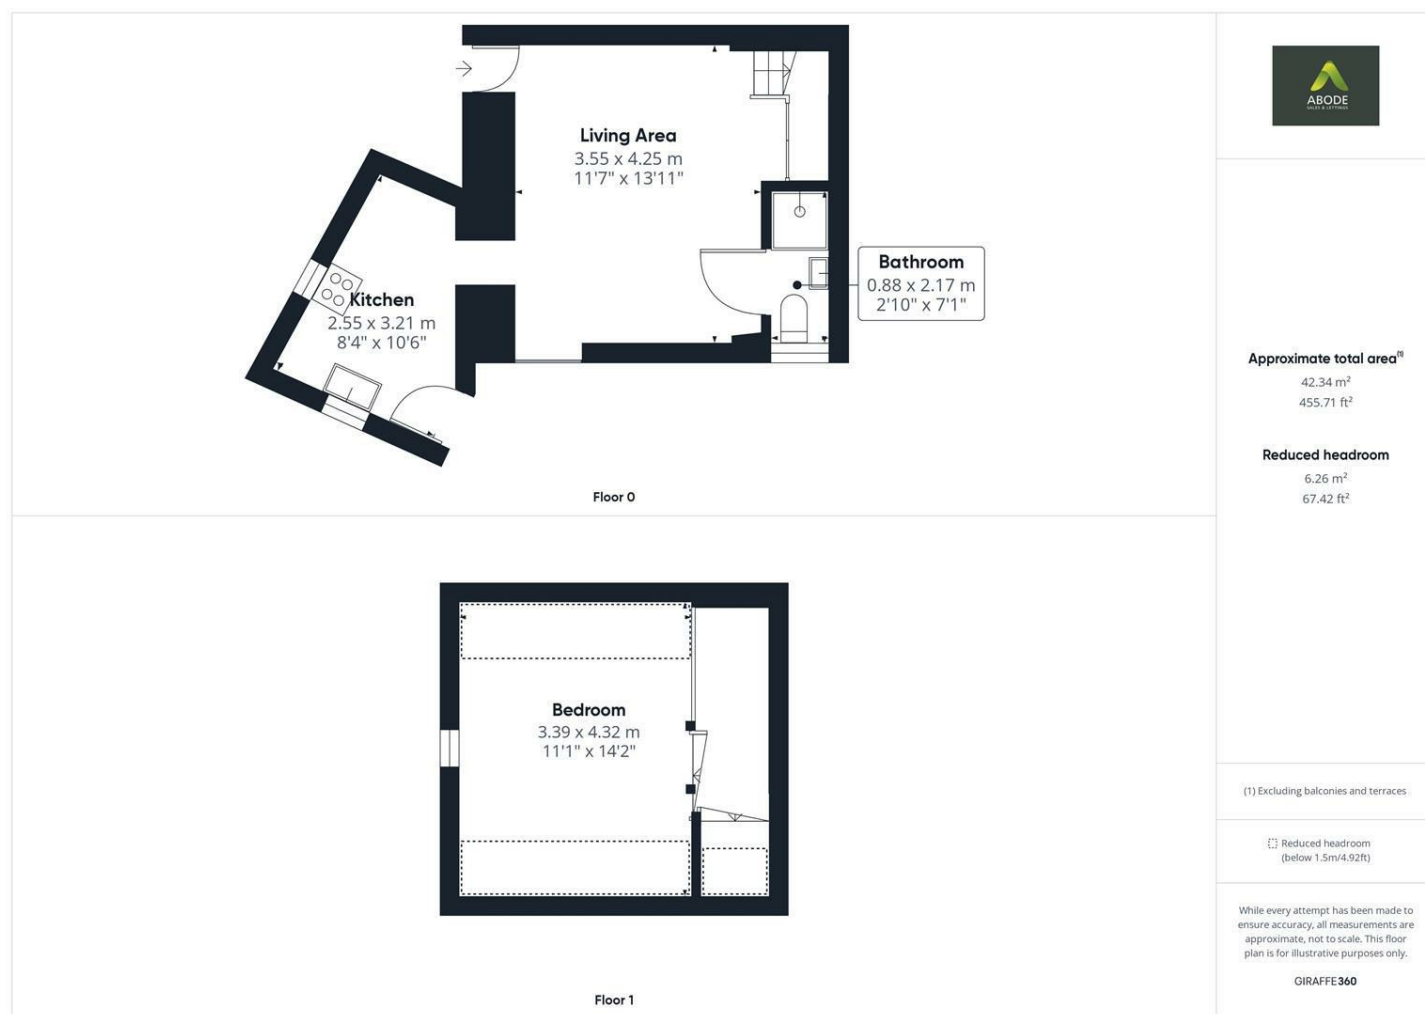 Living Area
3.55 x 4.25 m
11'7" x 13'11"
Bathroom
0.88 x 2.17 m
2'10" x 7'1"
Kitchen
2.55 x 3.21 m
8'4" x 10'6"
Floor 0
Bedroom
3.39 x 4.32 m
11'1" x 14'2"
Floor 1
ABODE
SALES & LETTINGS
Approximate total area(1)
42.34 m²
455.71 ft²
Reduced headroom
6.26 m²
67.42 ft²
(1) Excluding balconies and terraces
Reduced headroom
(below 1.5m/4.92ft)
While every attempt has been made to
ensure accuracy, all measurements are
approximate, not to scale. This floor
plan is for illustrative purposes only.
GIRAFFE360